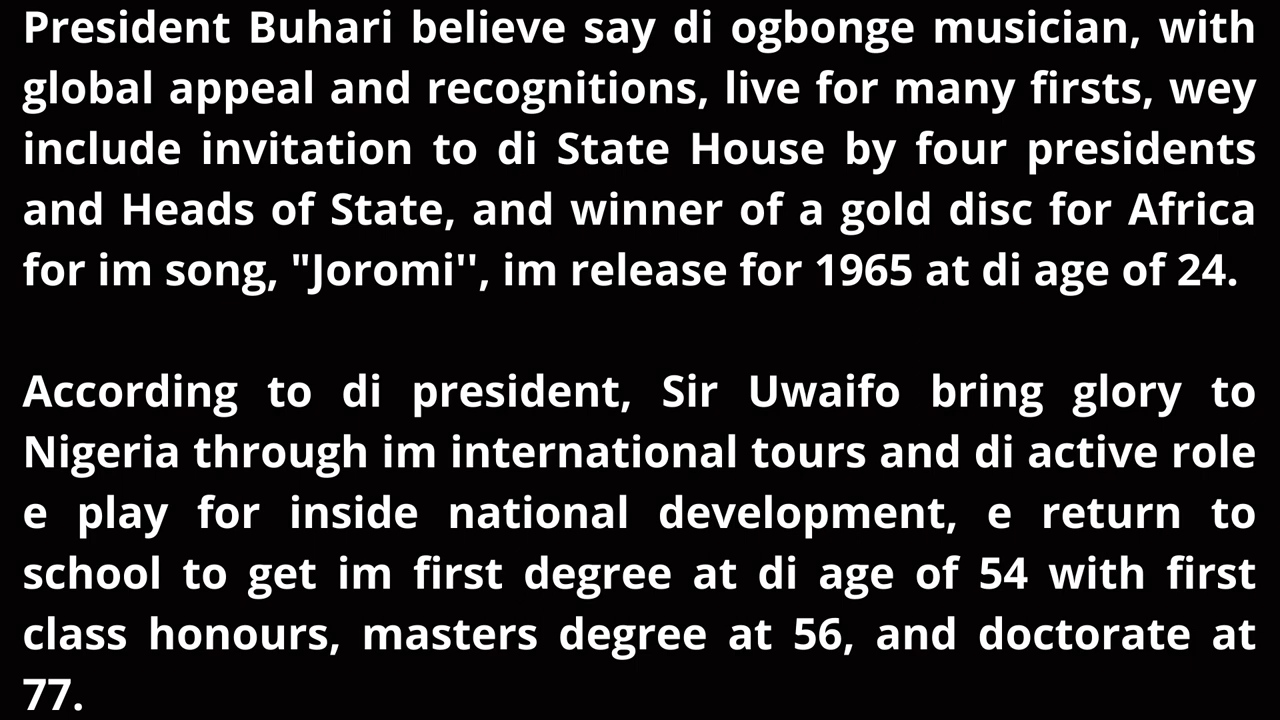 President Buhari believe say di ogbonge musician, with
global appeal and recognitions, live for many firsts, wey
include invitation to di State House by four presidents
and Heads of State, and winner of a gold disc for Africa
for im song, "Joromi'', im release for 1965 at di age of 24.

According to di president, Sir Uwaifo bring glory to
Nigeria through im international tours and di active role
e play for inside national development, e return to
school to get im first degree at di age of 54 with first
class honours, masters degree at 56, and doctorate at
77.